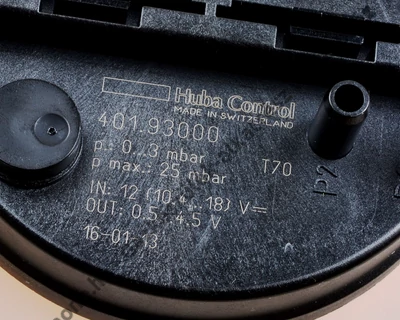 Huba Control
MADE IN SWITZERLAND
401.93000
p.: 0...3 mbar
p max.: 25 mbar
T70
P2
IN: 12 (10...18) V⎓
OUT: 0.5...4.5 V
16-01-13